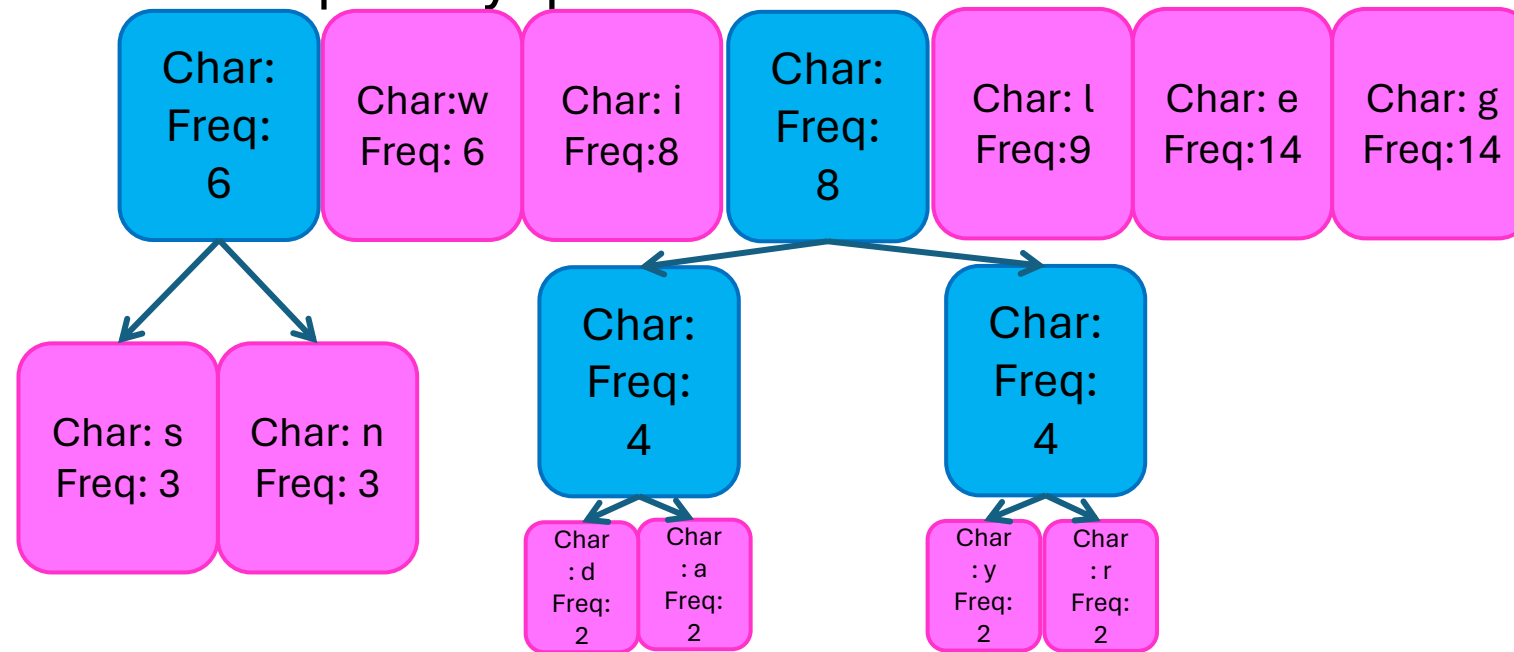 Char:
Freq:
6
Char:w
Freq: 6
Char: i
Freq:8
Char:
Freq:
8
Char: l
Freq:9
Char: e
Freq:14
Char: g
Freq:14
Char: s
Freq: 3
Char: n
Freq: 3
Char:
Freq:
4
Char:
Freq:
4
Char
: d
Freq:
2
Char
: a
Freq:
2
Char
: y
Freq:
2
Char
: r
Freq:
2